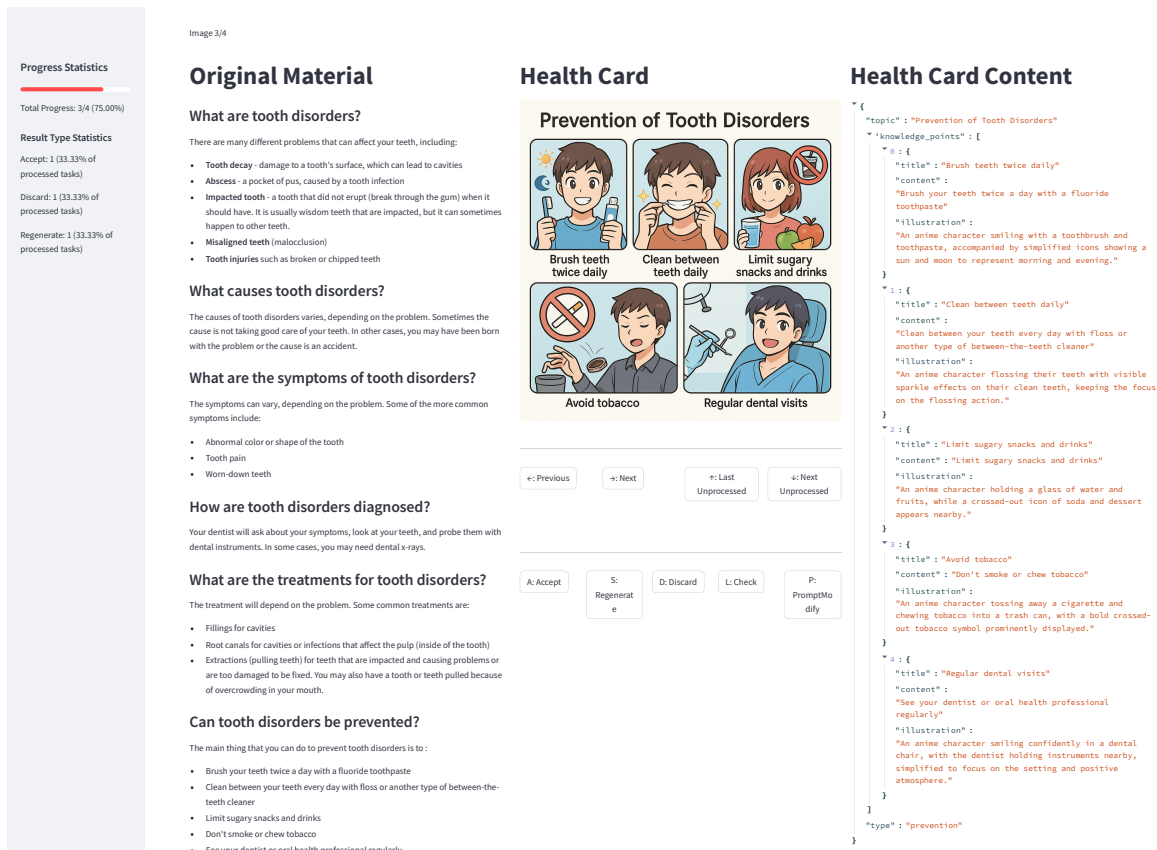 Progress Statistics
Total Progress: 3/4 (75.00%)
Result Type Statistics
Accept: 1 (33.33% of
processed tasks)
Discard: 1 (33.33% of
processed tasks)
Regenerate: 1 (33.33% of
processed tasks)
Image 3/4
Original Material
What are tooth disorders?
There are many different problems that can affect your teeth, including:
• Tooth decay - damage to a tooth's surface, which can lead to cavities
• Abscess - a pocket of pus, caused by a tooth infection
• Impacted tooth - a tooth that did not erupt (break through the gum) when it
should have. It is usually wisdom teeth that are impacted, but it can sometimes
happen to other teeth.
• Misaligned teeth (malocclusion)
• Tooth injuries such as broken or chipped teeth
What causes tooth disorders?
The causes of tooth disorders varies, depending on the problem. Sometimes the
cause is not taking good care of your teeth. In other cases, you may have been born
with the problem or the cause is an accident.
What are the symptoms of tooth disorders?
The symptoms can vary, depending on the problem. Some of the more common
symptoms include:
• Abnormal color or shape of the tooth
• Tooth pain
• Worn-down teeth
How are tooth disorders diagnosed?
Your dentist will ask about your symptoms, look at your teeth, and probe them with
dental instruments. In some cases, you may need dental x-rays.
What are the treatments for tooth disorders?
The treatment will depend on the problem. Some common treatments are:
• Fillings for cavities
• Root canals for cavities or infections that affect the pulp (inside of the tooth)
• Extractions (pulling teeth) for teeth that are impacted and causing problems or
are too damaged to be fixed. You may also have a tooth or teeth pulled because
of overcrowding in your mouth.
Can tooth disorders be prevented?
The main thing that you can do to prevent tooth disorders is to :
• Brush your teeth twice a day with a fluoride toothpaste
• Clean between your teeth every day with floss or another type of between-the-
teeth cleaner
• Limit sugary snacks and drinks
• Don't smoke or chew tobacco
• See your dentist or oral health professional regularly
Health Card
Prevention of Tooth Disorders
Brush teeth
twice daily
Clean between
teeth daily
Limit sugary
snacks and drinks
Avoid tobacco
Regular dental visits
←: Previous
→: Next
↑: Last
Unprocessed
↓: Next
Unprocessed
A: Accept
S:
Regenerat
e
D: Discard
L: Check
P:
PromptMo
dify
Health Card Content
{
"topic" : "Prevention of Tooth Disorders"
"knowledge_points" : [
0 : {
"title" : "Brush teeth twice daily"
"content" :
"Brush your teeth twice a day with a fluoride
toothpaste"
"illustration" :
"An anime character smiling with a toothbrush and
toothpaste, accompanied by simplified icons showing a
sun and moon to represent morning and evening."
}
1 : {
"title" : "Clean between teeth daily"
"content" :
"Clean between your teeth every day with floss or
another type of between-the-teeth cleaner"
"illustration" :
"An anime character flossing their teeth with visible
sparkle effects on their clean teeth, keeping the focus
on the flossing action."
}
2 : {
"title" : "Limit sugary snacks and drinks"
"content" : "Limit sugary snacks and drinks"
"illustration" :
"An anime character holding a glass of water and
fruits, while a crossed-out icon of soda and dessert
appears nearby."
}
3 : {
"title" : "Avoid tobacco"
"content" : "Don't smoke or chew tobacco"
"illustration" :
"An anime character tossing away a cigarette and
chewing tobacco into a trash can, with a bold crossed-
out tobacco symbol prominently displayed."
}
4 : {
"title" : "Regular dental visits"
"content" :
"See your dentist or oral health professional
regularly"
"illustration" :
"An anime character smiling confidently in a dental
chair, with the dentist holding instruments nearby,
simplified to focus on the setting and positive
atmosphere."
}
]
"type" : "prevention"
}